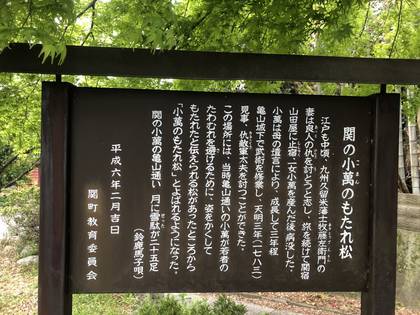 関の小萬のもたれ松
江戸も中頃、九州久留米藩士牧藤左衛門の
妻は良人の仇を討とうと志し、旅を続けて関宿
山田屋に止宿、一女小萬を産んだ後病没した。
小萬は母の遺言により、成長して三年程
亀山城下で武術を修業し、天明三年(一七八三)
見事、仇敵軍太夫を討つことができた。
この場所には、当時亀山通いの小萬が若者の
たわむれを避けるために、姿をかくして
もたれたと伝えられる松があったところから
「小萬のもたれ松」とよばれるようになった。
関の小萬の亀山通い 月に雪駄が二十五足
(鈴鹿馬子唄)
平成六年二月吉日
関町教育委員会